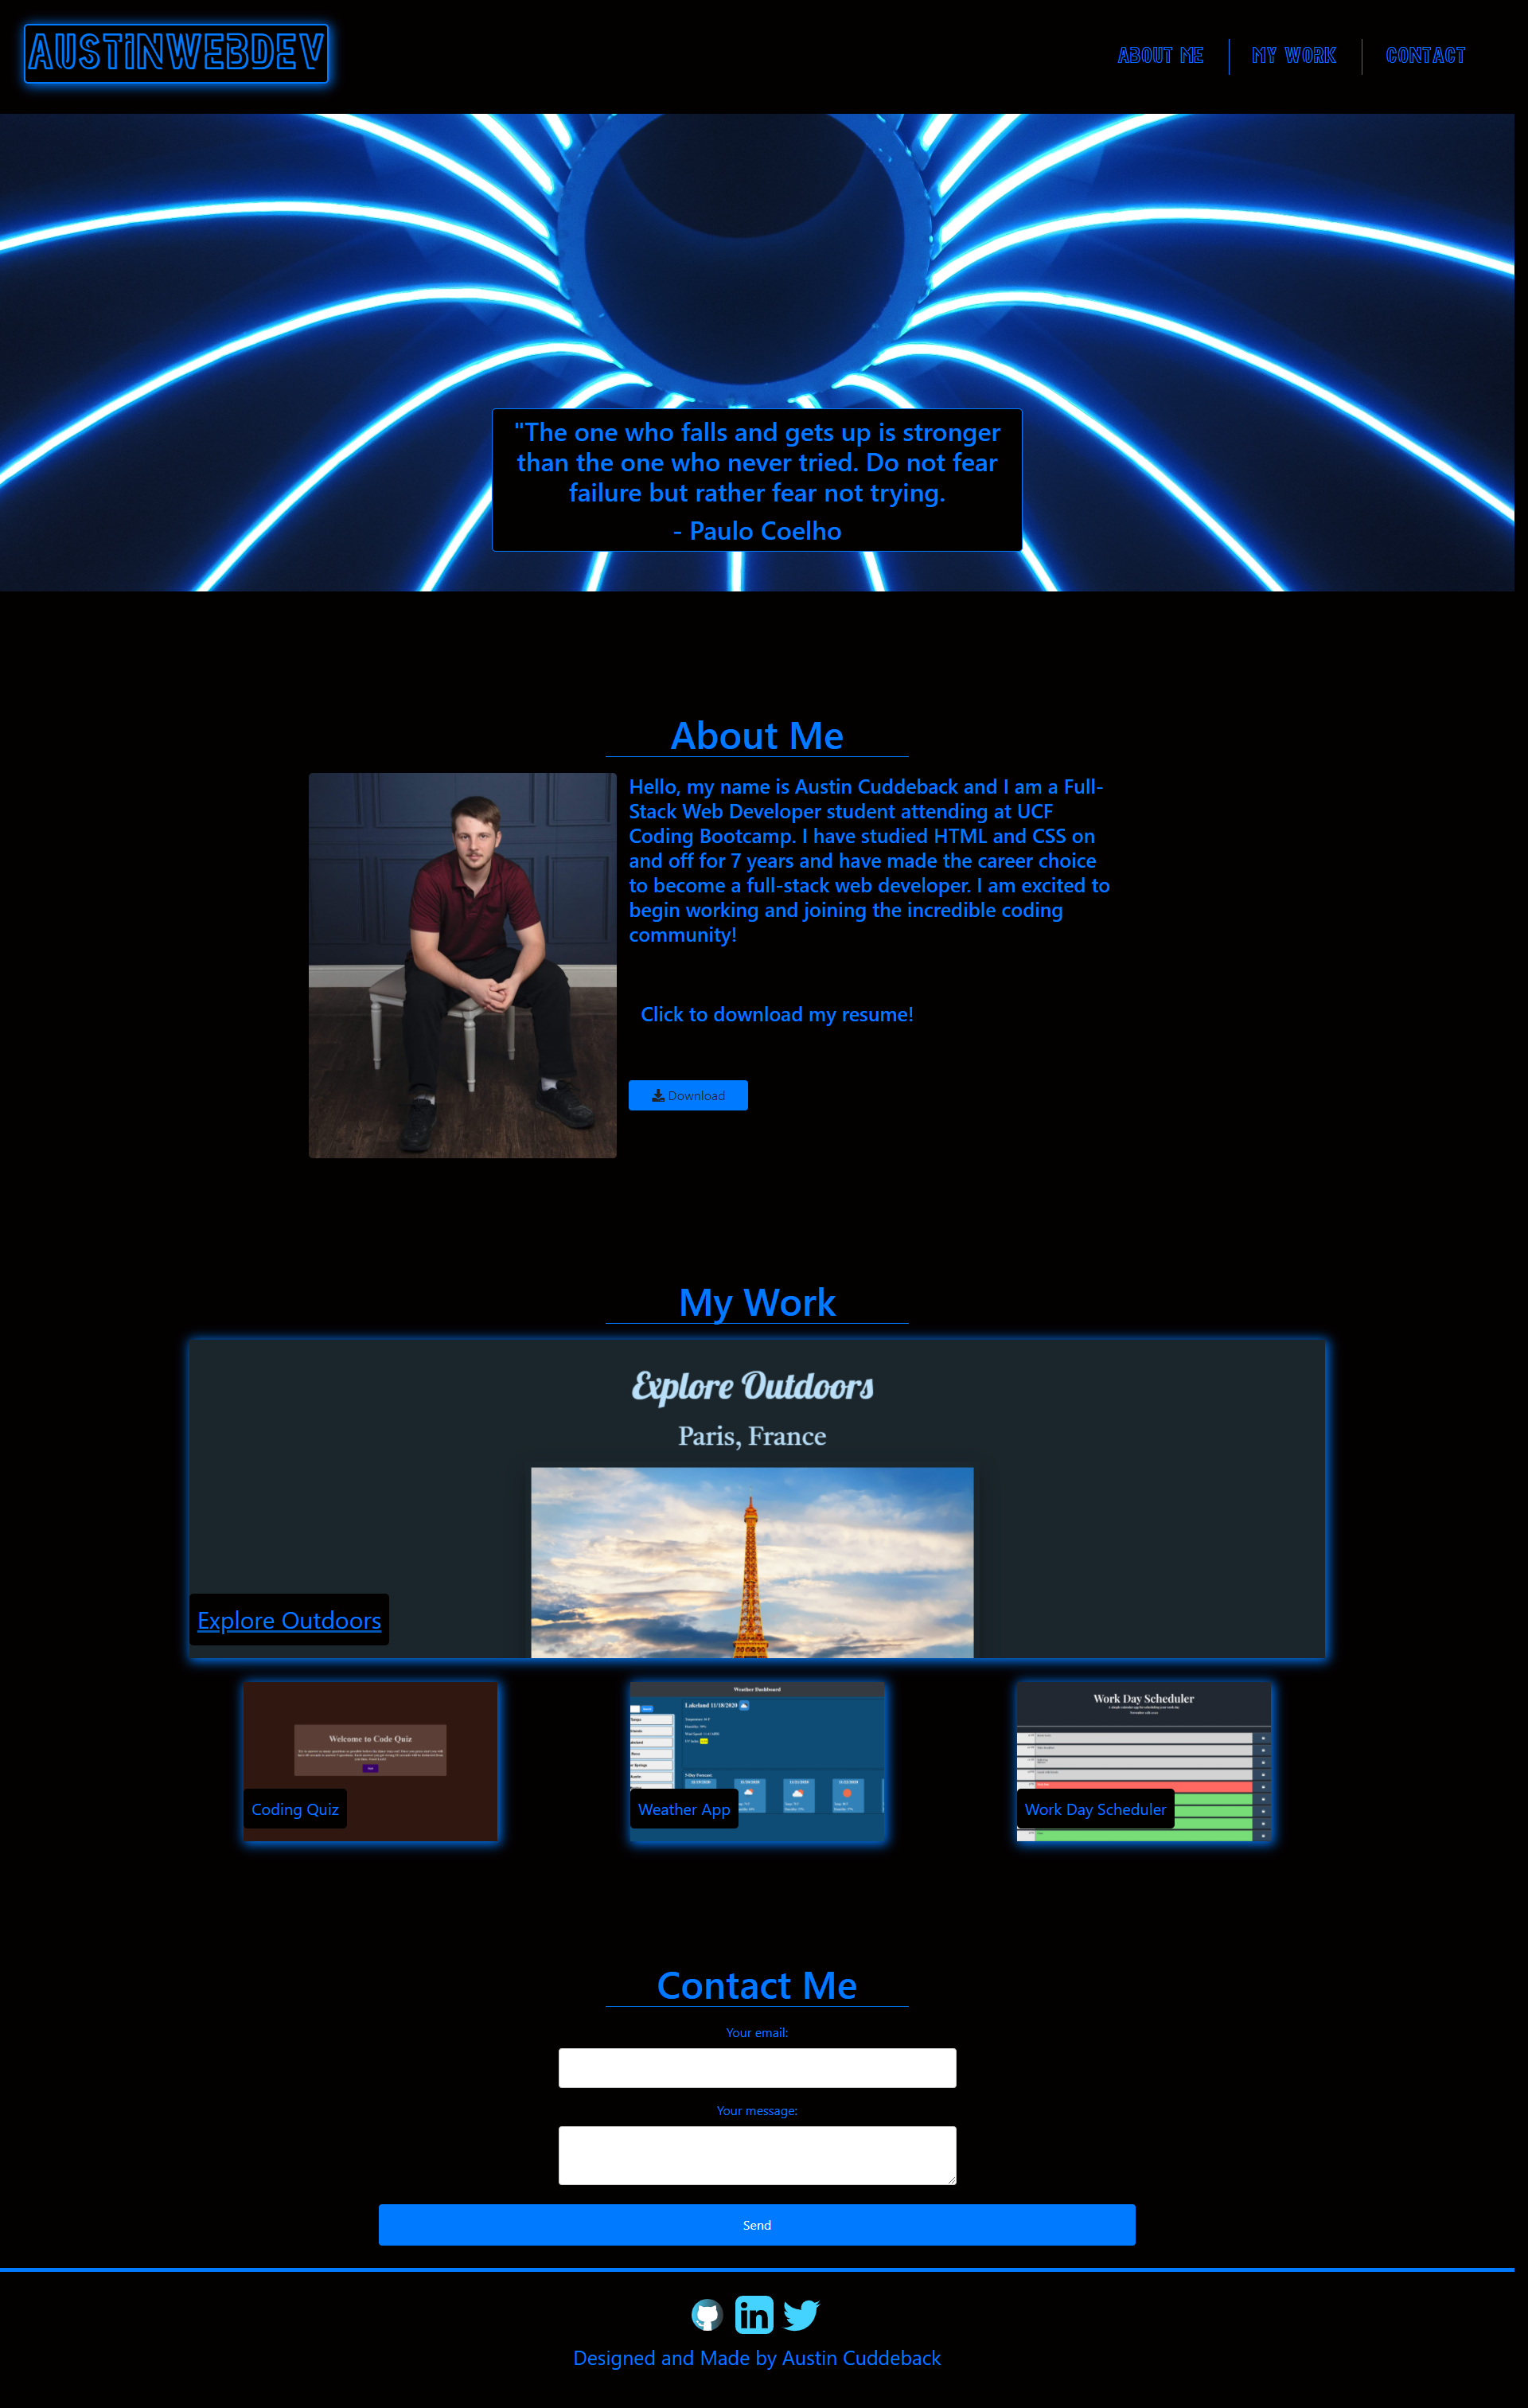 AUSTINWEBDEV
ABOUT ME
MY WORK
CONTACT
"The one who falls and gets up is stronger
than the one who never tried. Do not fear
failure but rather fear not trying.
- Paulo Coelho
About Me
Hello, my name is Austin Cuddeback and I am a Full-
Stack Web Developer student attending at UCF
Coding Bootcamp. I have studied HTML and CSS on
and off for 7 years and have made the career choice
to become a full-stack web developer. I am excited to
begin working and joining the incredible coding
community!
Click to download my resume!
Download
My Work
Explore Outdoors
Paris, France
Explore Outdoors
Welcome to Code Quiz
Coding Quiz
Weather Dashboard
Lakeland 11/18/2020
5-Day Forecast
Weather App
Work Day Scheduler
Work Day Scheduler
Contact Me
Your email:
Your message:
Send
in
Designed and Made by Austin Cuddeback